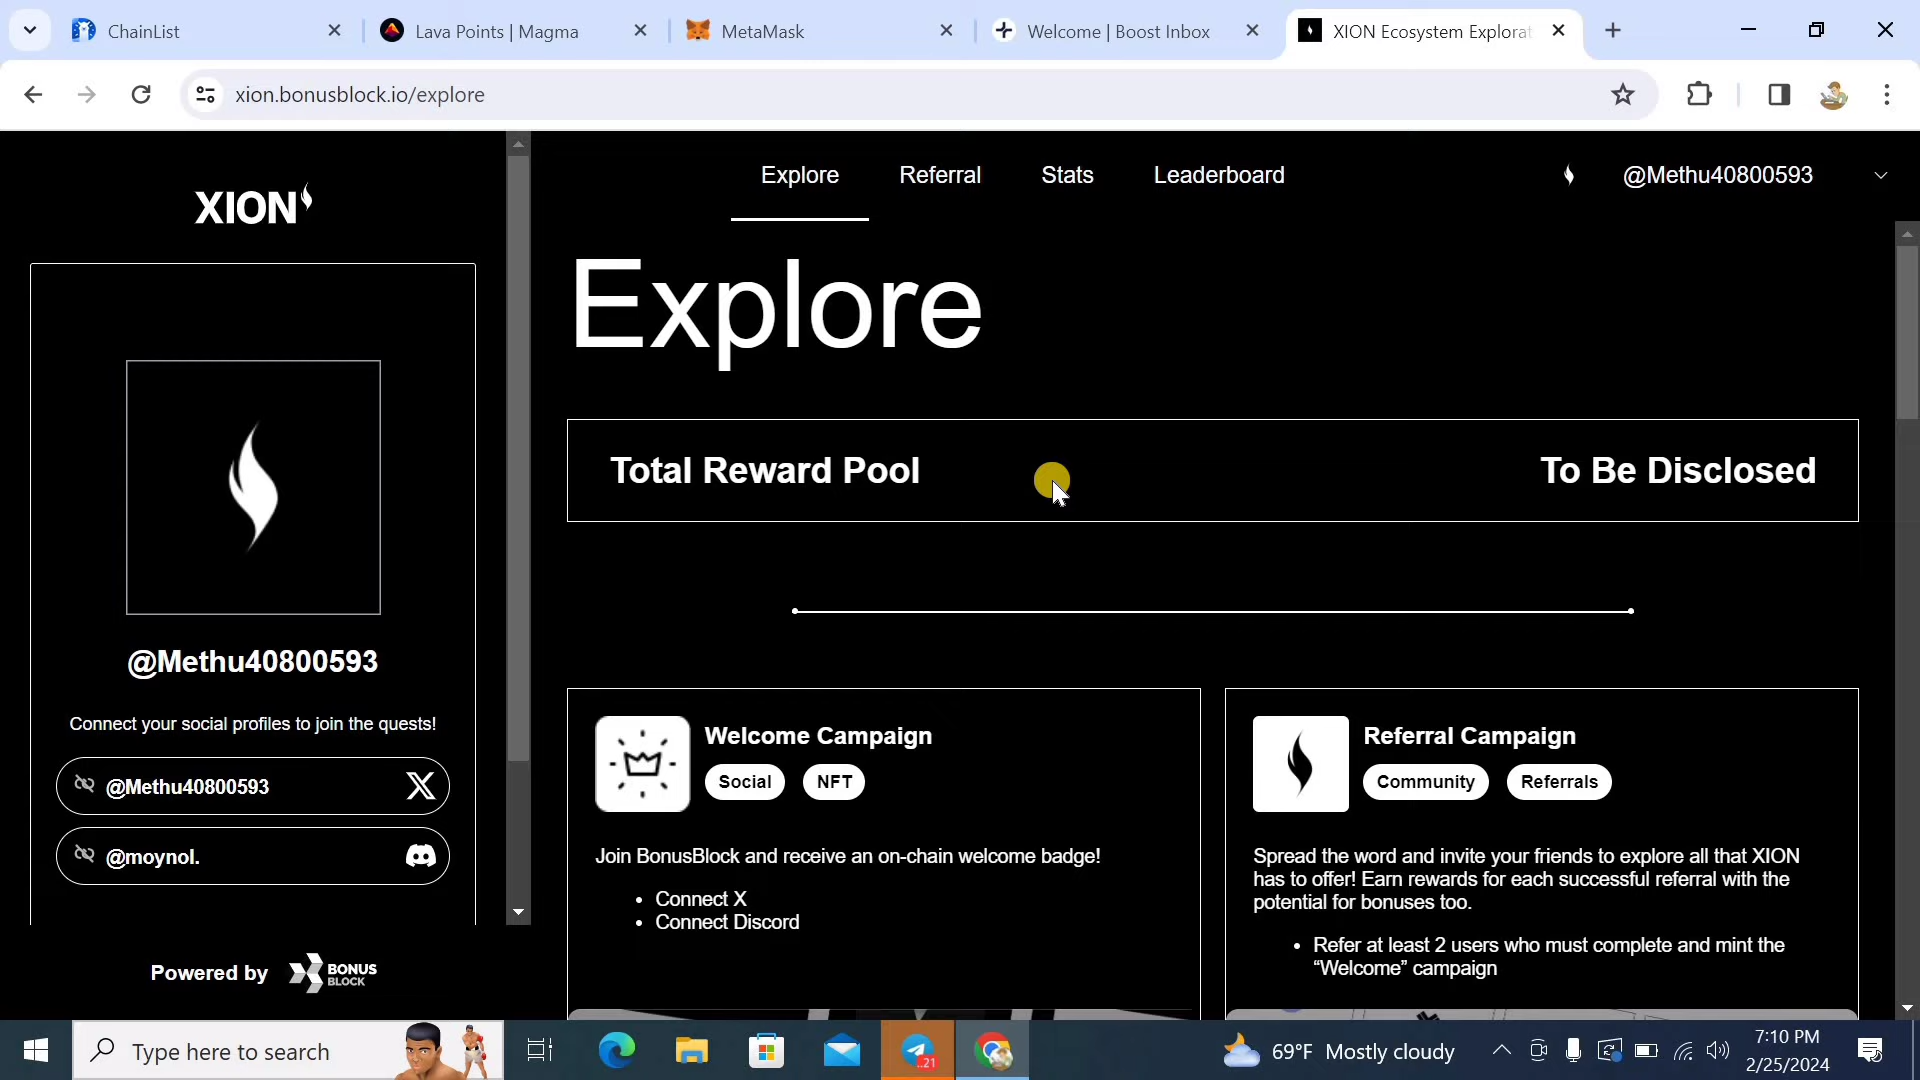 ChainList
Lava Points | Magma
MetaMask
Welcome | Boost Inbox
XION Ecosystem Explorat
xion.bonusblock.io/explore
XION
Explore
Referral
Stats
Leaderboard
@Methu40800593
Explore
Total Reward Pool
To Be Disclosed
@Methu40800593
Connect your social profiles to join the quests!
@Methu40800593
@moynol.
Powered by
BONUS
BLOCK
Welcome Campaign
Social
NFT
Join BonusBlock and receive an on-chain welcome badge!
• Connect X
• Connect Discord
Referral Campaign
Community
Referrals
Spread the word and invite your friends to explore all that XION
has to offer! Earn rewards for each successful referral with the
potential for bonuses too.
• Refer at least 2 users who must complete and mint the
“Welcome” campaign
Type here to search
..21
69°F Mostly cloudy
7:10 PM
2/25/2024